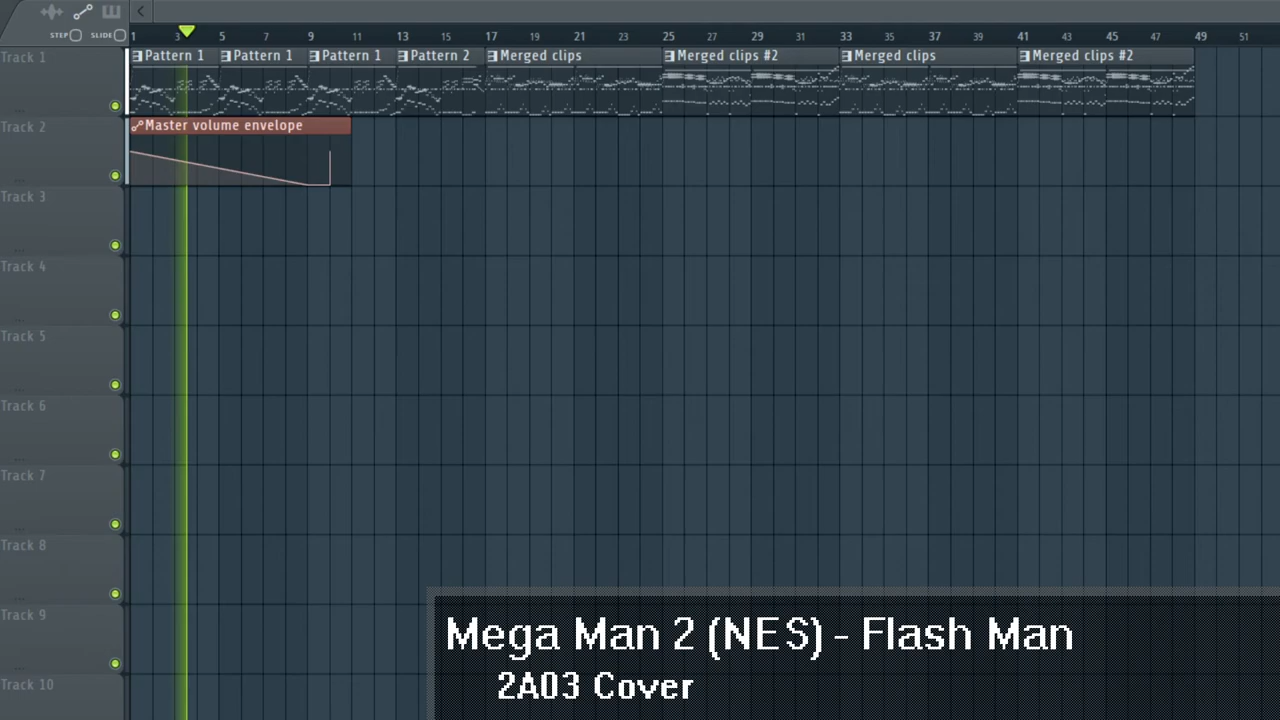 STEP SLIDE
1 3 5 7 9 11 13 15 17 19 21 23 25 27 29 31 33 35 37 39 41 43 45 47 49 51
Track 1
Pattern 1 Pattern 1 Pattern 1 Pattern 2 Merged clips Merged clips #2 Merged clips Merged clips #2
Track 2
Master volume envelope
Track 3
Track 4
Track 5
Track 6
Track 7
Track 8
Track 9
Track 10
Mega Man 2 (NES) - Flash Man
2A03 Cover